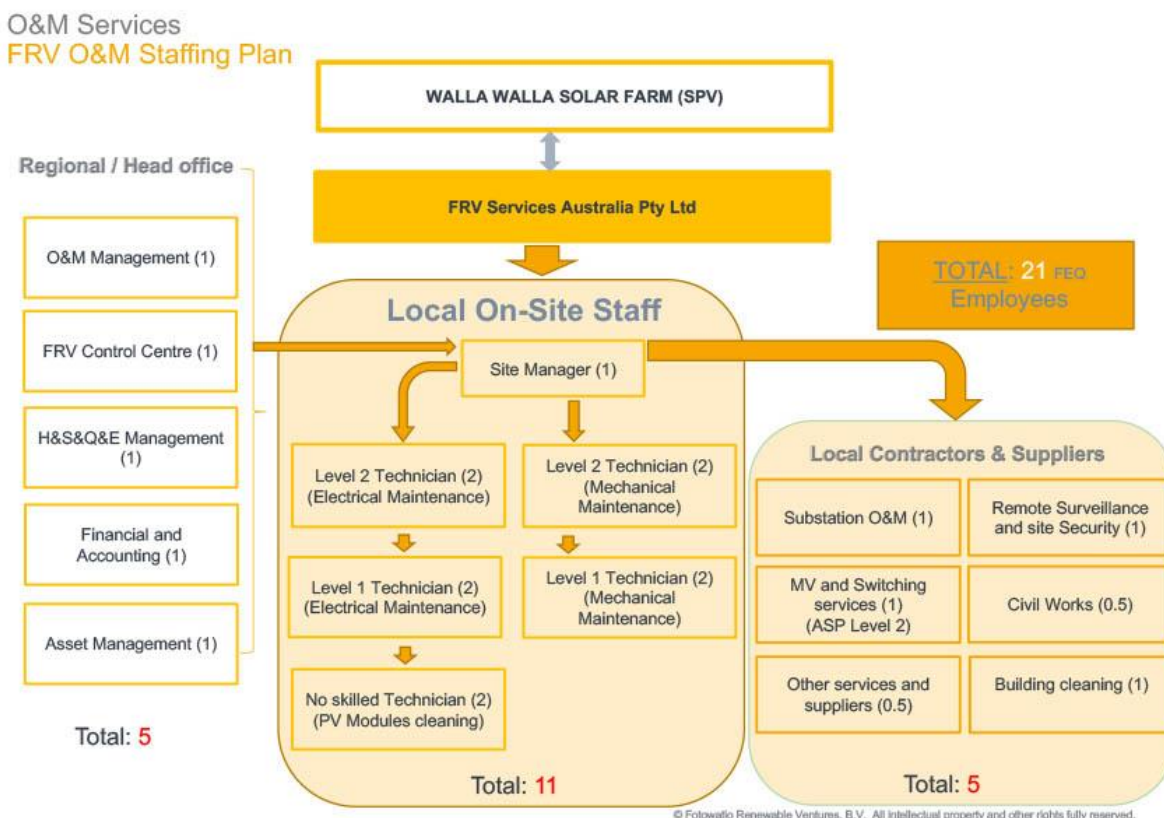 O&M Services
FRV O&M Staffing Plan
WALLA WALLA SOLAR FARM (SPV)
Regional / Head office
FRV Services Australia Pty Ltd
O&M Management (1)
FRV Control Centre (1)
H&S&Q&E Management
(1)
Financial and
Accounting (1)
Asset Management (1)
Total: 5
TOTAL: 21 FEQ
Employees
Local On-Site Staff
Site Manager (1)
Level 2 Technician (2)
(Electrical Maintenance)
Level 2 Technician (2)
(Mechanical
Maintenance)
Level 1 Technician (2)
(Electrical Maintenance)
Level 1 Technician (2)
(Mechanical
Maintenance)
No skilled Technician (2)
(PV Modules cleaning)
Total: 11
Local Contractors & Suppliers
Substation O&M (1)
Remote Surveillance
and site Security (1)
MV and Switching
services (1)
(ASP Level 2)
Civil Works (0.5)
Other services and
suppliers (0.5)
Building cleaning (1)
Total: 5
© Fotowatio Renewable Ventures, B.V. All intellectual property and other rights fully reserved.